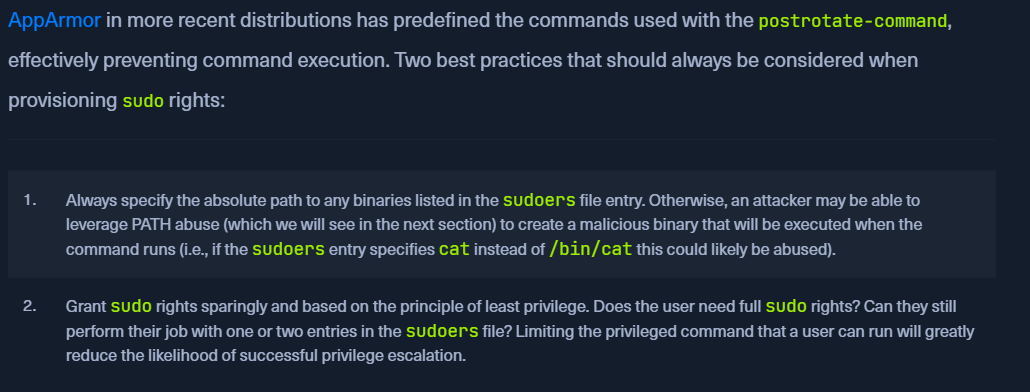 AppArmor in more recent distributions has predefined the commands used with the postrotate-command,
effectively preventing command execution. Two best practices that should always be considered when
provisioning sudo rights:
1. Always specify the absolute path to any binaries listed in the sudoers file entry. Otherwise, an attacker may be able to
leverage PATH abuse (which we will see in the next section) to create a malicious binary that will be executed when the
command runs (i.e., if the sudoers entry specifies cat instead of /bin/cat this could likely be abused).
2. Grant sudo rights sparingly and based on the principle of least privilege. Does the user need full sudo rights? Can they still
perform their job with one or two entries in the sudoers file? Limiting the privileged command that a user can run will greatly
reduce the likelihood of successful privilege escalation.